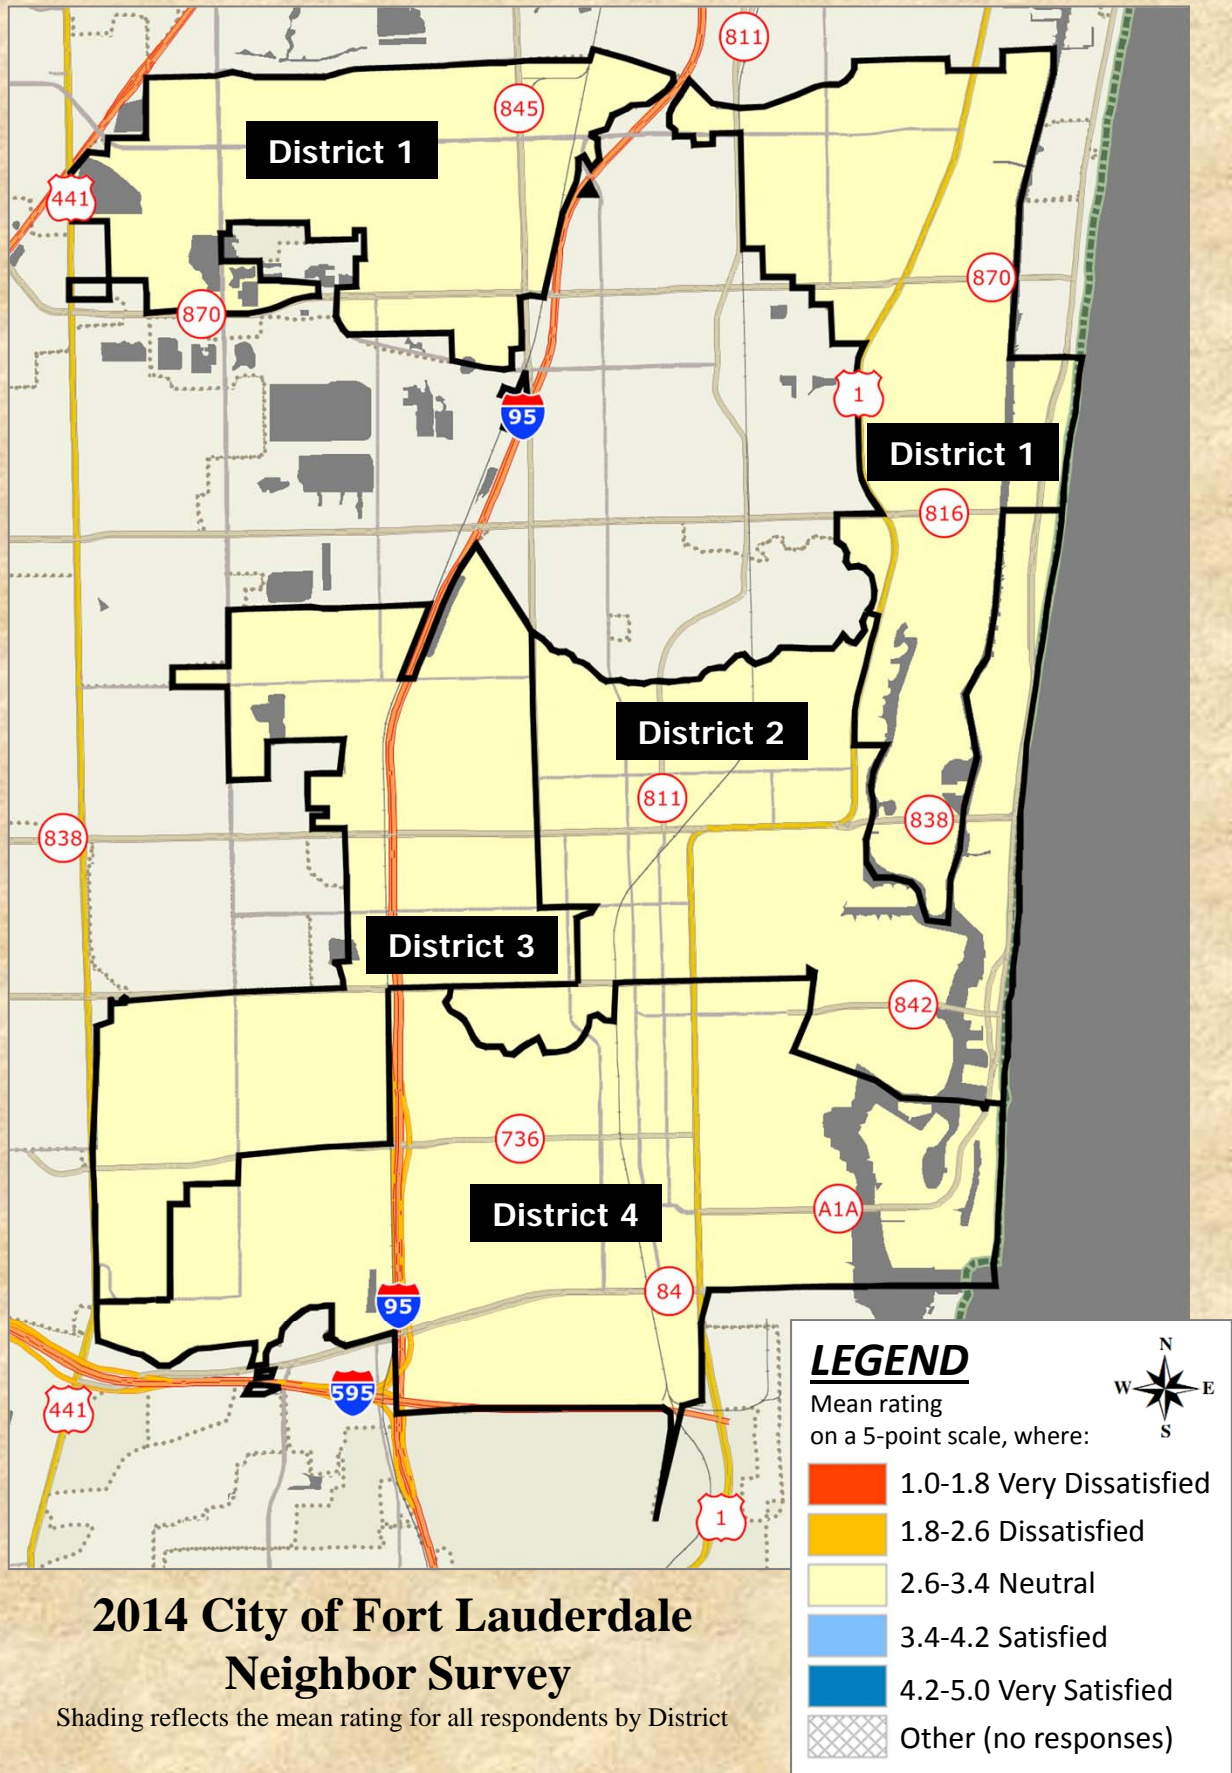 811
845
District 1
441
870
870
95
1
District 1
816
District 2
811
838
838
District 3
842
736
District 4
A1A
84
95
595
441
1
LEGEND
Mean rating
on a 5-point scale, where:
N
W E
S
1.0-1.8 Very Dissatisfied
1.8-2.6 Dissatisfied
2.6-3.4 Neutral
3.4-4.2 Satisfied
4.2-5.0 Very Satisfied
Other (no responses)
2014 City of Fort Lauderdale
Neighbor Survey
Shading reflects the mean rating for all respondents by District